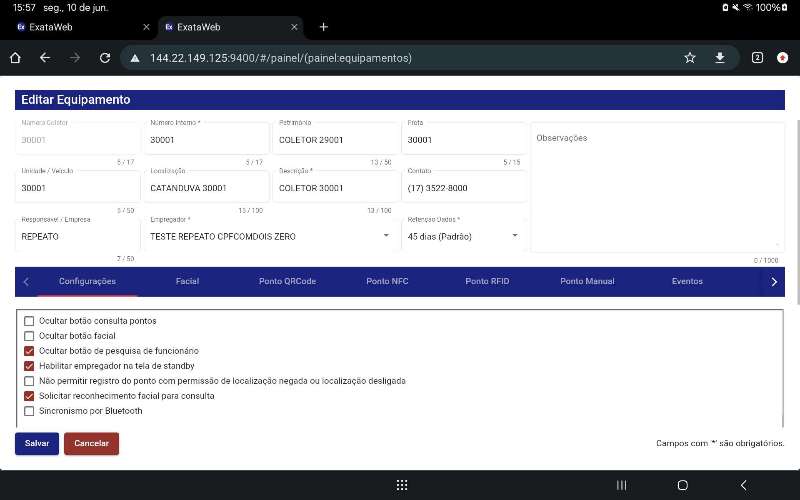 15:57 seg., 10 de jun. 100%
Ex ExataWeb Ex ExataWeb
144.22.149.125:9400/#/painel/(painel:equipamentos) 2
Editar Equipamento
Número Coletor Número Interno * Patrimônio Frota
30001 30001 COLETOR 29001 30001 Observações
5 / 17 5 / 17 13 / 50 5 / 15
Unidade / Veículo Localização Descrição * Contato
30001 CATANDUVA 30001 COLETOR 30001 (17) 3522-8000
5 / 50 15 / 100 13 / 100
Responsável / Empresa Empregador * Retenção Dados *
REPEATO TESTE REPEATO CPFCOMDOIS ZERO 45 dias (Padrão)
7 / 50 0 / 1000
Configurações Facial Ponto QRCode Ponto NFC Ponto RFID Ponto Manual Eventos
Ocultar botão consulta pontos
Ocultar botão facial
Ocultar botão de pesquisa de funcionário
Habilitar empregador na tela de standby
Não permitir registro do ponto com permissão de localização negada ou localização desligada
Solicitar reconhecimento facial para consulta
Sincronismo por Bluetooth
Salvar Cancelar Campos com '*' são obrigatórios.